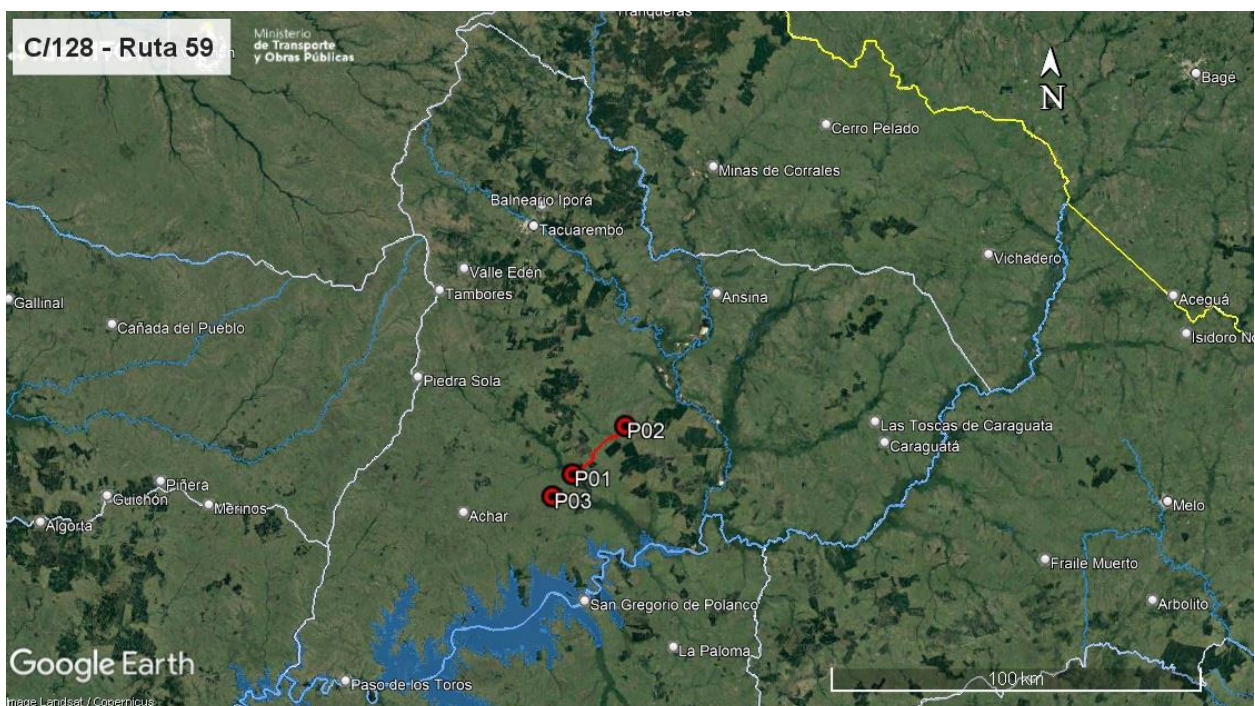 Tranqueras
C/128 - Ruta 59
Ministerio
de Transporte
y Obras Públicas
N
Bagé
Cerro Pelado
Minas de Corrales
Balneario Iporá
Tacuarembó
Vichadero
Valle Edén
Tambores
Ansina
Aceguá
Gallinal
Cañada del Pueblo
Isidoro No
Piedra Sola
P02
Las Toscas de Caraguata
Caraguatá
P01
Piñera
Guichón
Merinos
P03
Achar
Algorta
Melo
Fraile Muerto
San Gregorio de Polanco
Arbolito
La Paloma
Google Earth
100 km
Paso de los Toros
Image Landsat / Copernicus